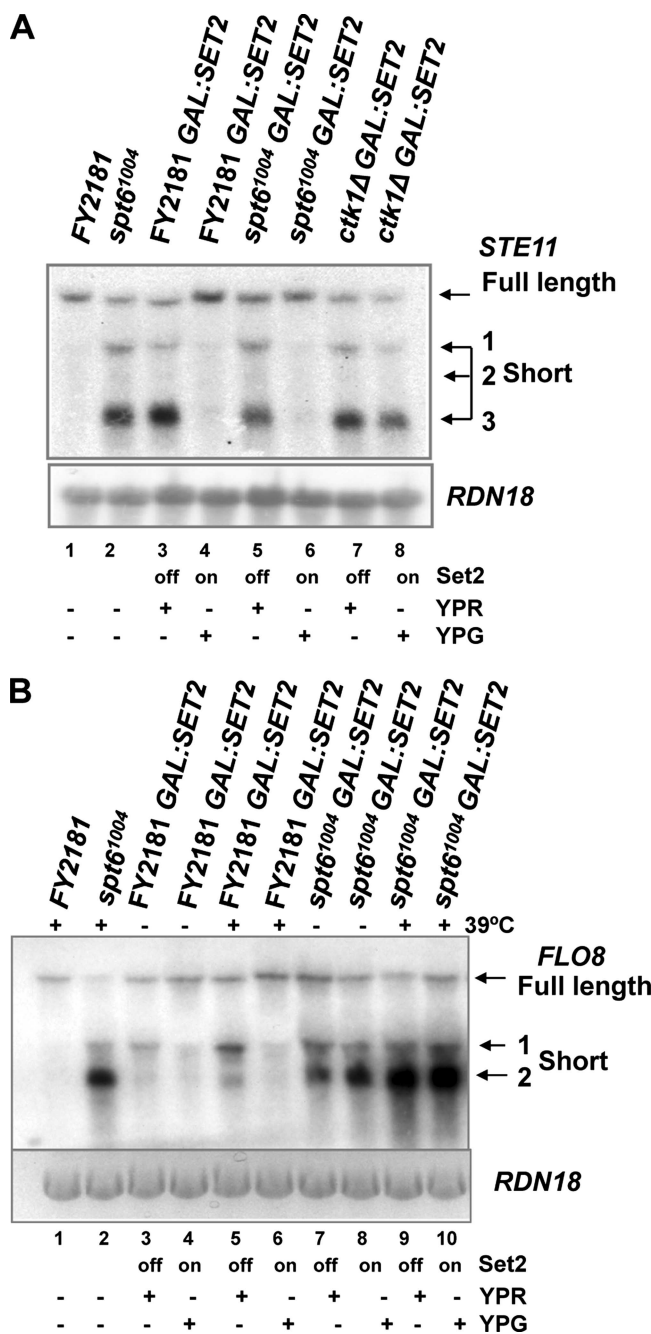 A
FY2181
spt6¹⁰⁰⁴
FY2181 GAL:SET2
FY2181 GAL:SET2
spt6¹⁰⁰⁴ GAL:SET2
spt6¹⁰⁰⁴ GAL:SET2
ctk1Δ GAL:SET2
ctk1Δ GAL:SET2
STE11
Full length
1
2 Short
3
RDN18
1 2 3 4 5 6 7 8
off on off on off on Set2
- - + - + - + - YPR
- - - + - + - + YPG
B
FY2181
spt6¹⁰⁰⁴
FY2181 GAL:SET2
FY2181 GAL:SET2
FY2181 GAL:SET2
FY2181 GAL:SET2
spt6¹⁰⁰⁴ GAL:SET2
spt6¹⁰⁰⁴ GAL:SET2
spt6¹⁰⁰⁴ GAL:SET2
spt6¹⁰⁰⁴ GAL:SET2
+ + - - + + - - + + 39ºC
FLO8
Full length
1
Short
2
RDN18
1 2 3 4 5 6 7 8 9 10
off on off on off on off on Set2
- - + - + - + - + - YPR
- - - + - + - + - + YPG